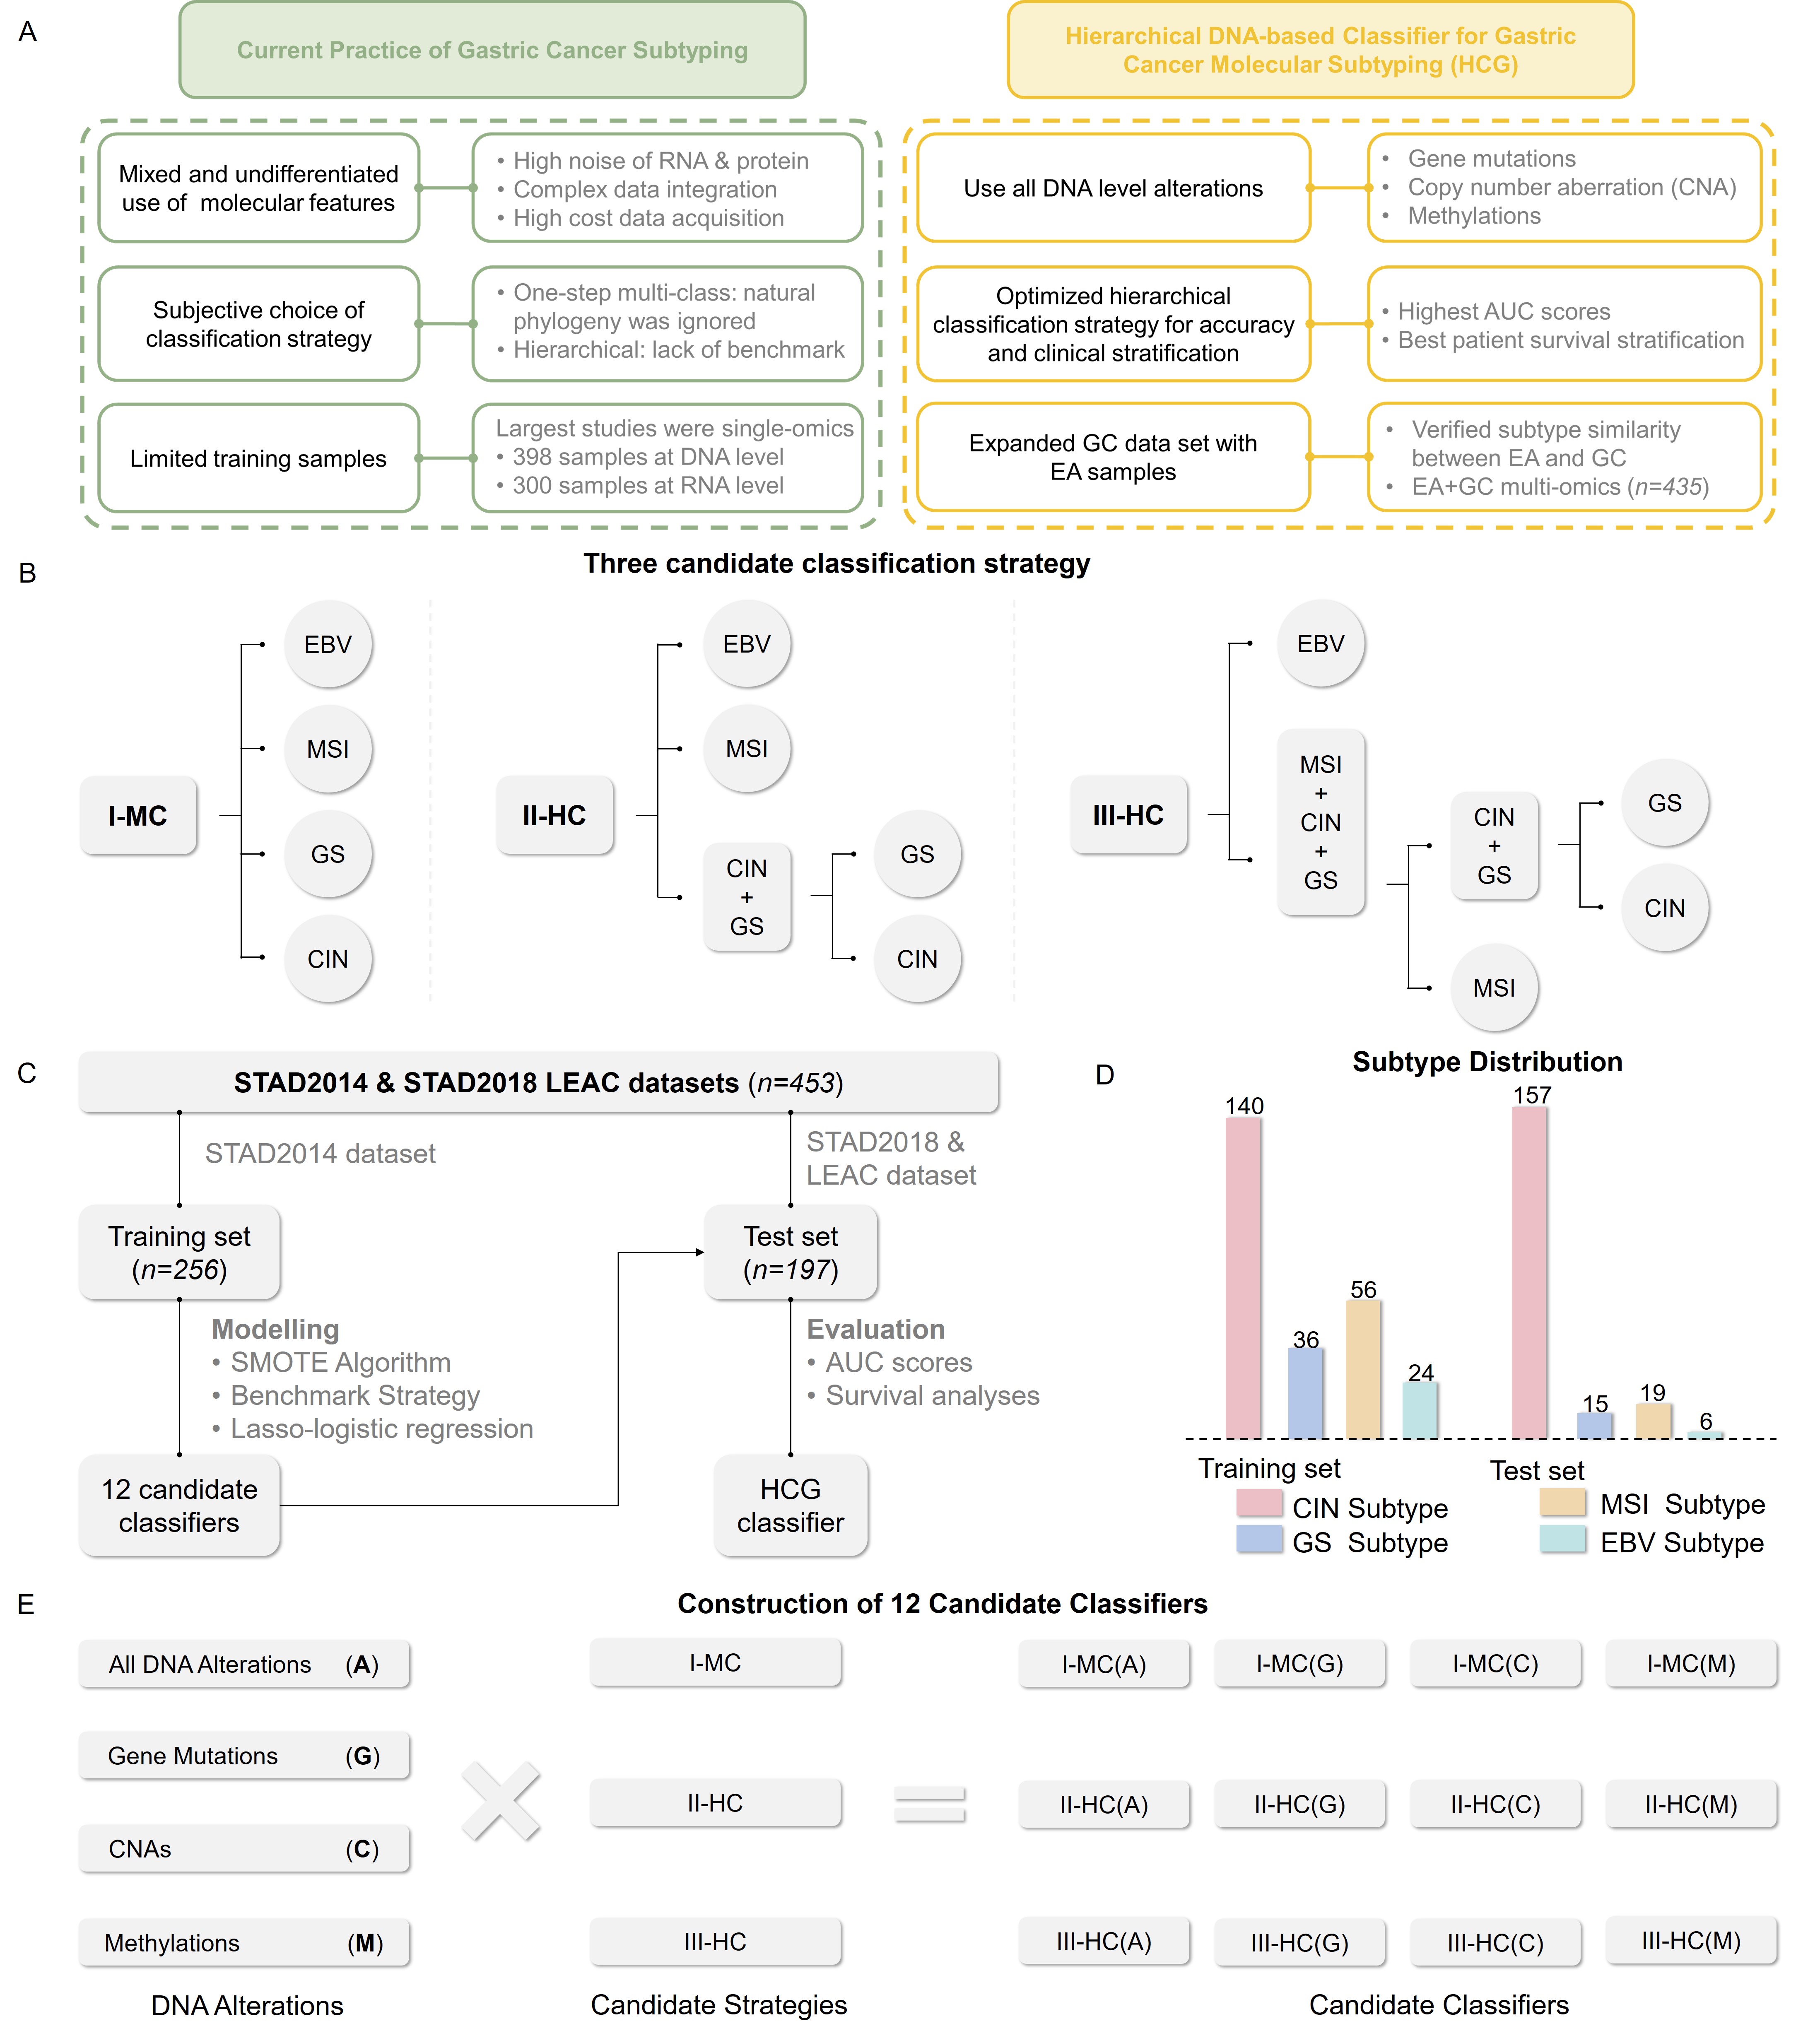 A
Current Practice of Gastric Cancer Subtyping
Hierarchical DNA-based Classifier for Gastric
Cancer Molecular Subtyping (HCG)
Mixed and undifferentiated
use of molecular features
• High noise of RNA & protein
• Complex data integration
• High cost data acquisition
Subjective choice of
classification strategy
• One-step multi-class: natural
phylogeny was ignored
• Hierarchical: lack of benchmark
Limited training samples
Largest studies were single-omics
• 398 samples at DNA level
• 300 samples at RNA level
Use all DNA level alterations
• Gene mutations
• Copy number aberration (CNA)
• Methylations
Optimized hierarchical
classification strategy for accuracy
and clinical stratification
• Highest AUC scores
• Best patient survival stratification
Expanded GC data set with
EA samples
• Verified subtype similarity
between EA and GC
• EA+GC multi-omics (n=435)
B
Three candidate classification strategy
I-MC
EBV
MSI
GS
CIN
II-HC
EBV
MSI
CIN
+
GS
GS
CIN
III-HC
EBV
MSI
+
CIN
+
GS
CIN
+
GS
MSI
GS
CIN
C
STAD2014 & STAD2018 LEAC datasets (n=453)
STAD2014 dataset
STAD2018 &
LEAC dataset
Training set
(n=256)
Test set
(n=197)
Modelling
• SMOTE Algorithm
• Benchmark Strategy
• Lasso-logistic regression
Evaluation
• AUC scores
• Survival analyses
12 candidate
classifiers
HCG
classifier
D
Subtype Distribution
140
36
56
24
157
15
19
6
Training set
Test set
CIN Subtype
MSI Subtype
GS Subtype
EBV Subtype
E
Construction of 12 Candidate Classifiers
All DNA Alterations (A)
Gene Mutations (G)
CNAs (C)
Methylations (M)
DNA Alterations
I-MC
II-HC
III-HC
Candidate Strategies
I-MC(A) I-MC(G) I-MC(C) I-MC(M)
II-HC(A) II-HC(G) II-HC(C) II-HC(M)
III-HC(A) III-HC(G) III-HC(C) III-HC(M)
Candidate Classifiers